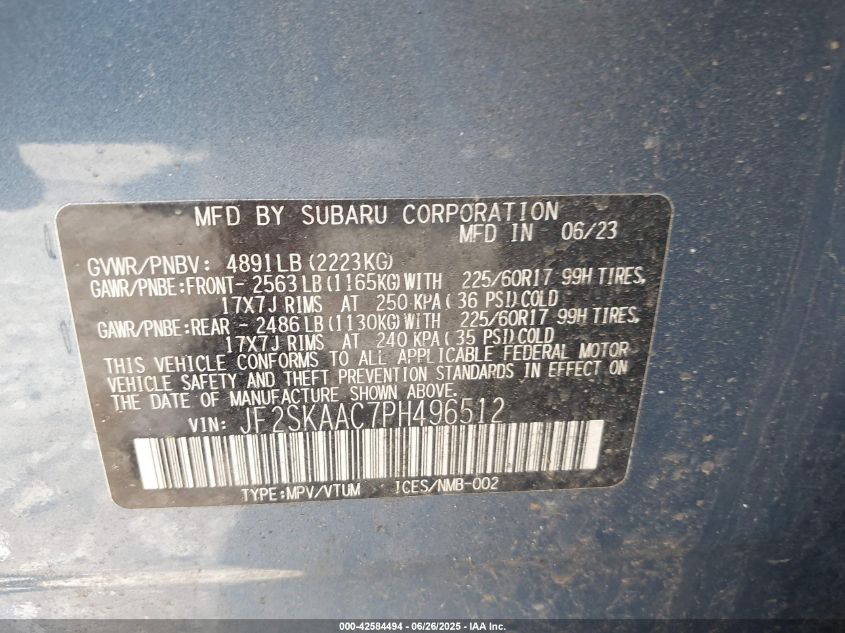 MFD BY SUBARU CORPORATION
MFD IN 06/23
GVWR/PNBV: 4891LB (2223KG)
GAWR/PNBE:FRONT- 2563LB (1165KG)WITH 225/60R17 99H TIRES,
17X7J RIMS AT 250 KPA (36 PSI)COLD
GAWR/PNBE:REAR - 2486LB (1130KG)WITH 225/60R17 99H TIRES,
17X7J RIMS AT 240 KPA (35 PSI)COLD
THIS VEHICLE CONFORMS TO ALL APPLICABLE FEDERAL MOTOR
VEHICLE SAFETY AND THEFT PREVENTION STANDARDS IN EFFECT ON
THE DATE OF MANUFACTURE SHOWN ABOVE.
VIN: JF2SKAAC7PH496512
TYPE:MPV/VTUM ICES/NMB-002
000-42584494 - 06/26/2025 - IAA Inc.